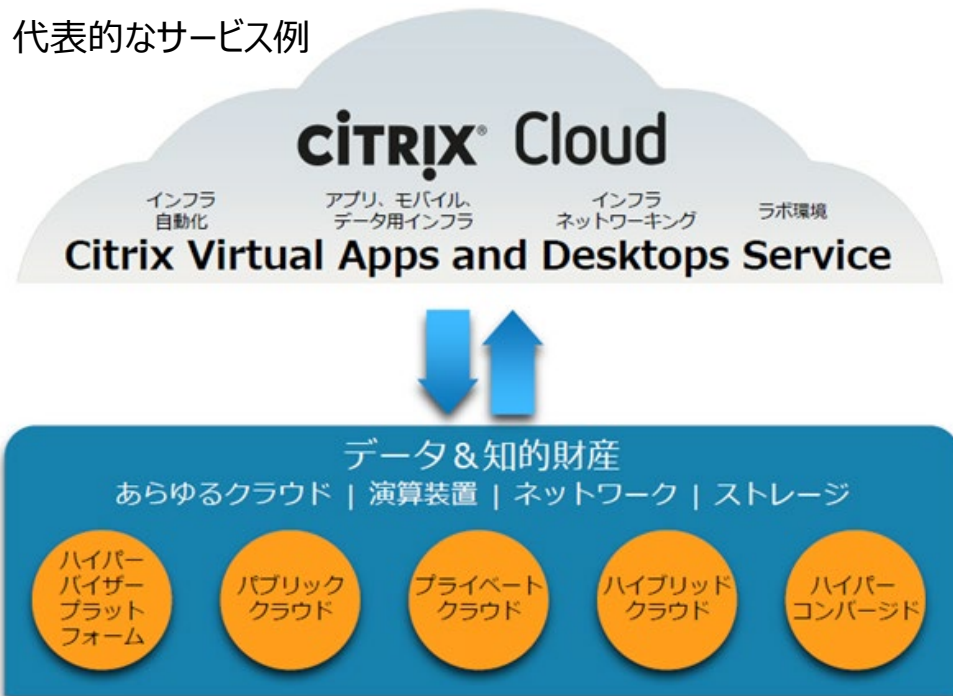 代表的なサービス例
CİTRIX® Cloud
インフラ
自動化
アプリ、モバイル、
データ用インフラ
インフラ
ネットワーキング
ラボ環境
Citrix Virtual Apps and Desktops Service
データ&知的財産
あらゆるクラウド | 演算装置 | ネットワーク | ストレージ
ハイパー
バイザー
プラット
フォーム
パブリック
クラウド
プライベート
クラウド
ハイブリッド
クラウド
ハイパー
コンバージド